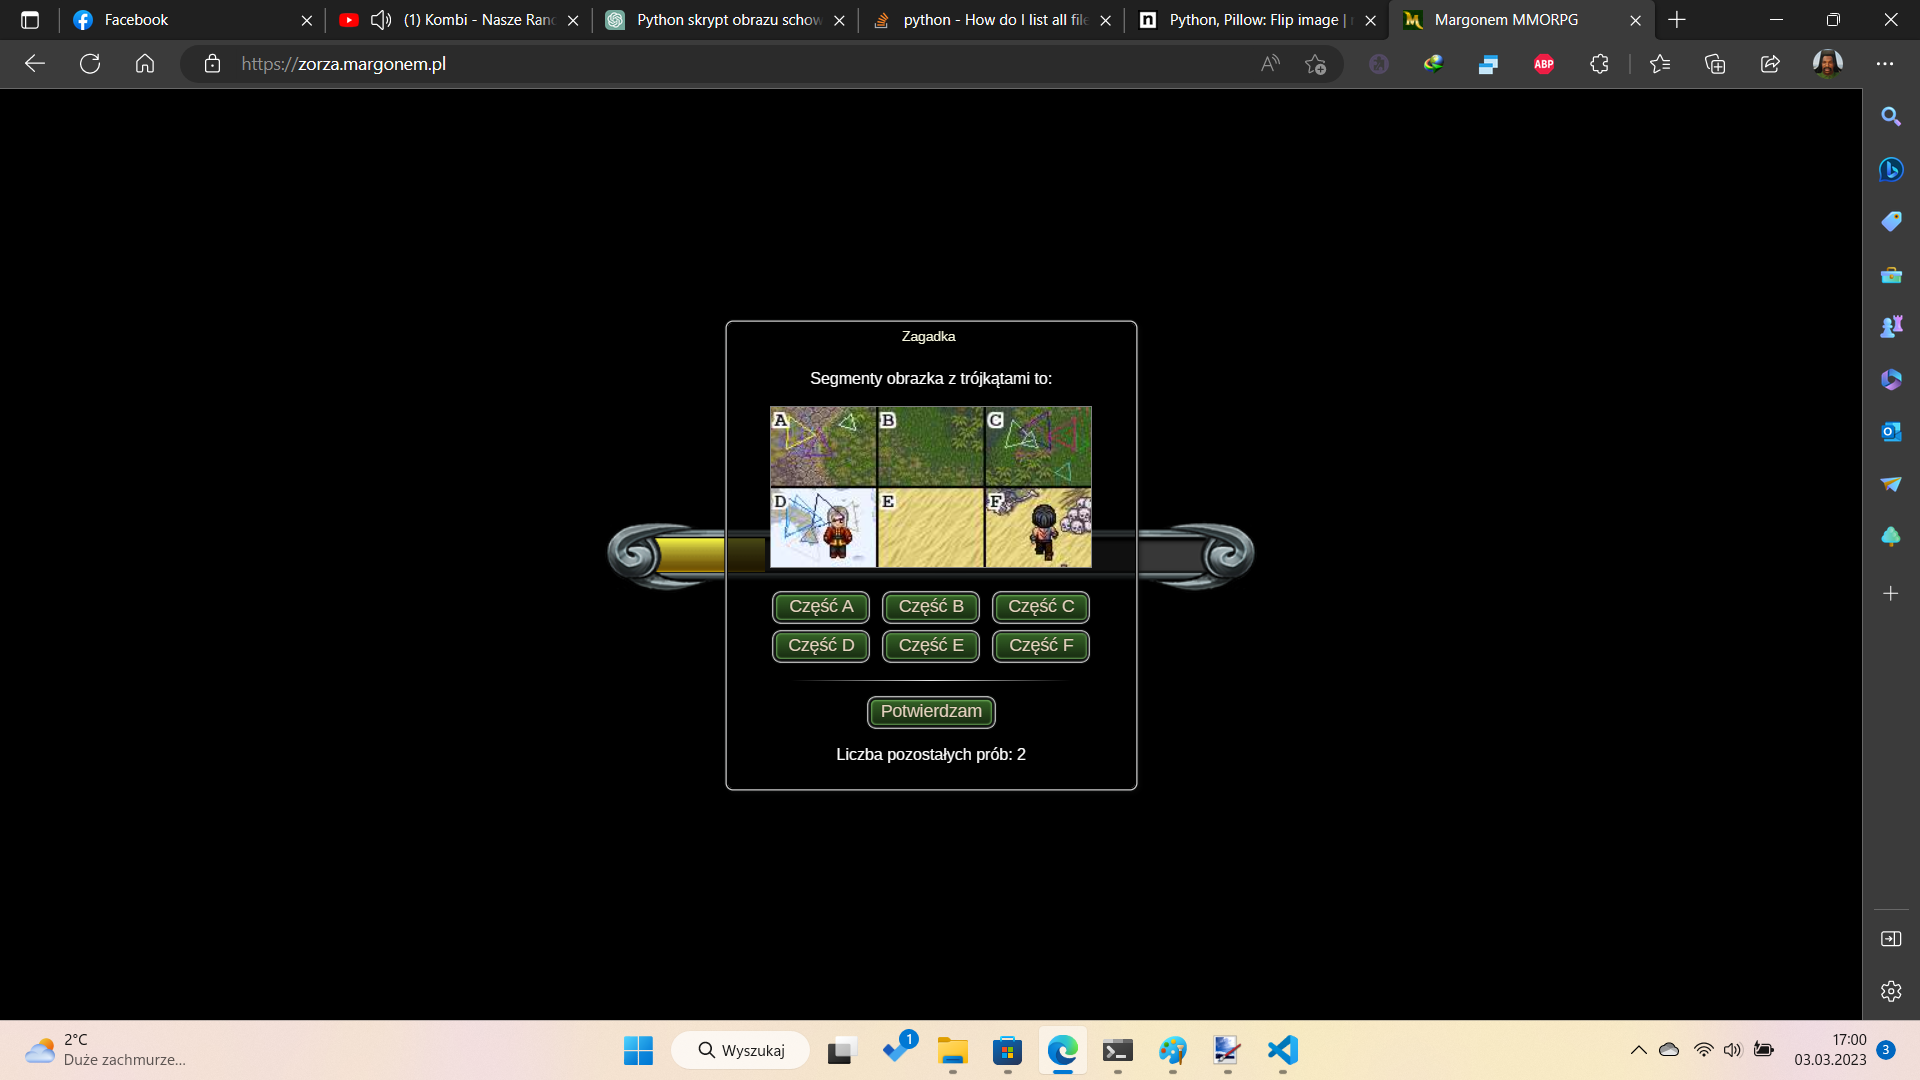 Facebook
(1) Kombi - Nasze Ran
Python skrypt obrazu schow
python - How do I list all file
Python, Pillow: Flip image |
Margonem MMORPG
https://zorza.margonem.pl
ABP
Zagadka
Segmenty obrazka z trójkątami to:
A
B
C
D
E
F
Część A
Część B
Część C
Część D
Część E
Część F
Potwierdzam
Liczba pozostałych prób: 2
2°C
Duże zachmurze...
Wyszukaj
1
17:00
03.03.2023
3